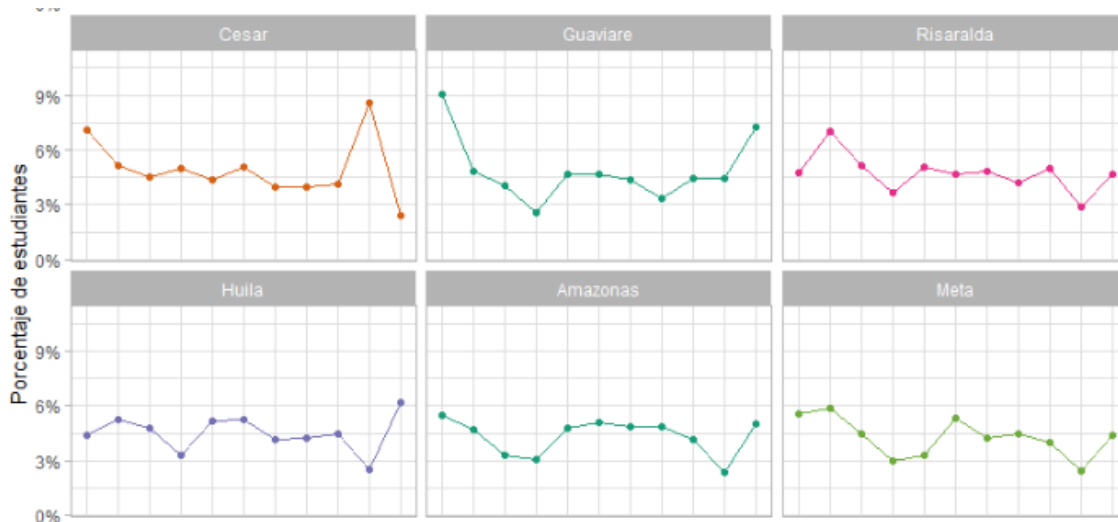 Cesar Guaviare Risaralda
9%
6%
3%
0%
Porcentaje de estudiantes
Huila Amazonas Meta
9%
6%
3%
0%